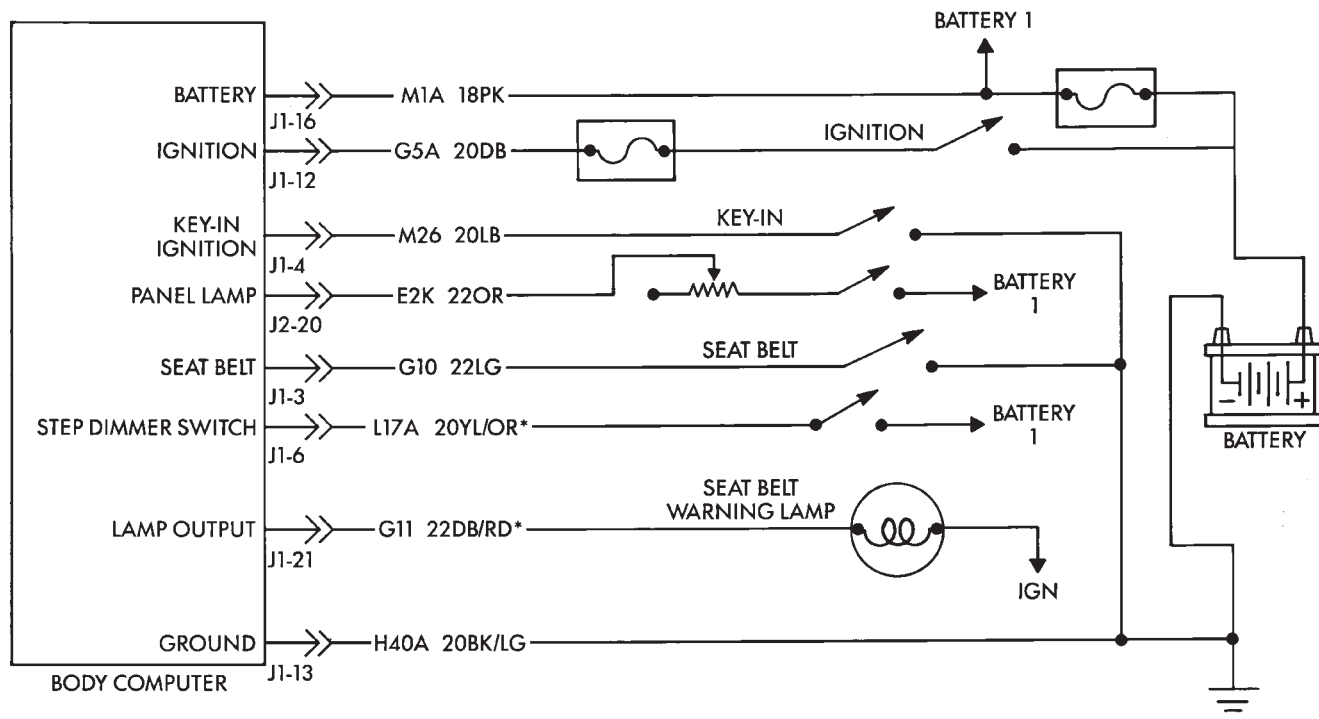 BATTERY 1
BATTERY
M1A 18PK
J1-16
IGNITION
IGNITION
G5A 20DB
J1-12
KEY-IN
IGNITION
KEY-IN
M26 20LB
J1-4
PANEL LAMP
E2K 22OR
BATTERY
1
J2-20
SEAT BELT
G10 22LG
SEAT BELT
J1-3
STEP DIMMER SWITCH
L17A 20YL/OR*
BATTERY
1
J1-6
- +
BATTERY
SEAT BELT
WARNING LAMP
LAMP OUTPUT
G11 22DB/RD*
J1-21
IGN
GROUND
H40A 20BK/LG
J1-13
BODY COMPUTER